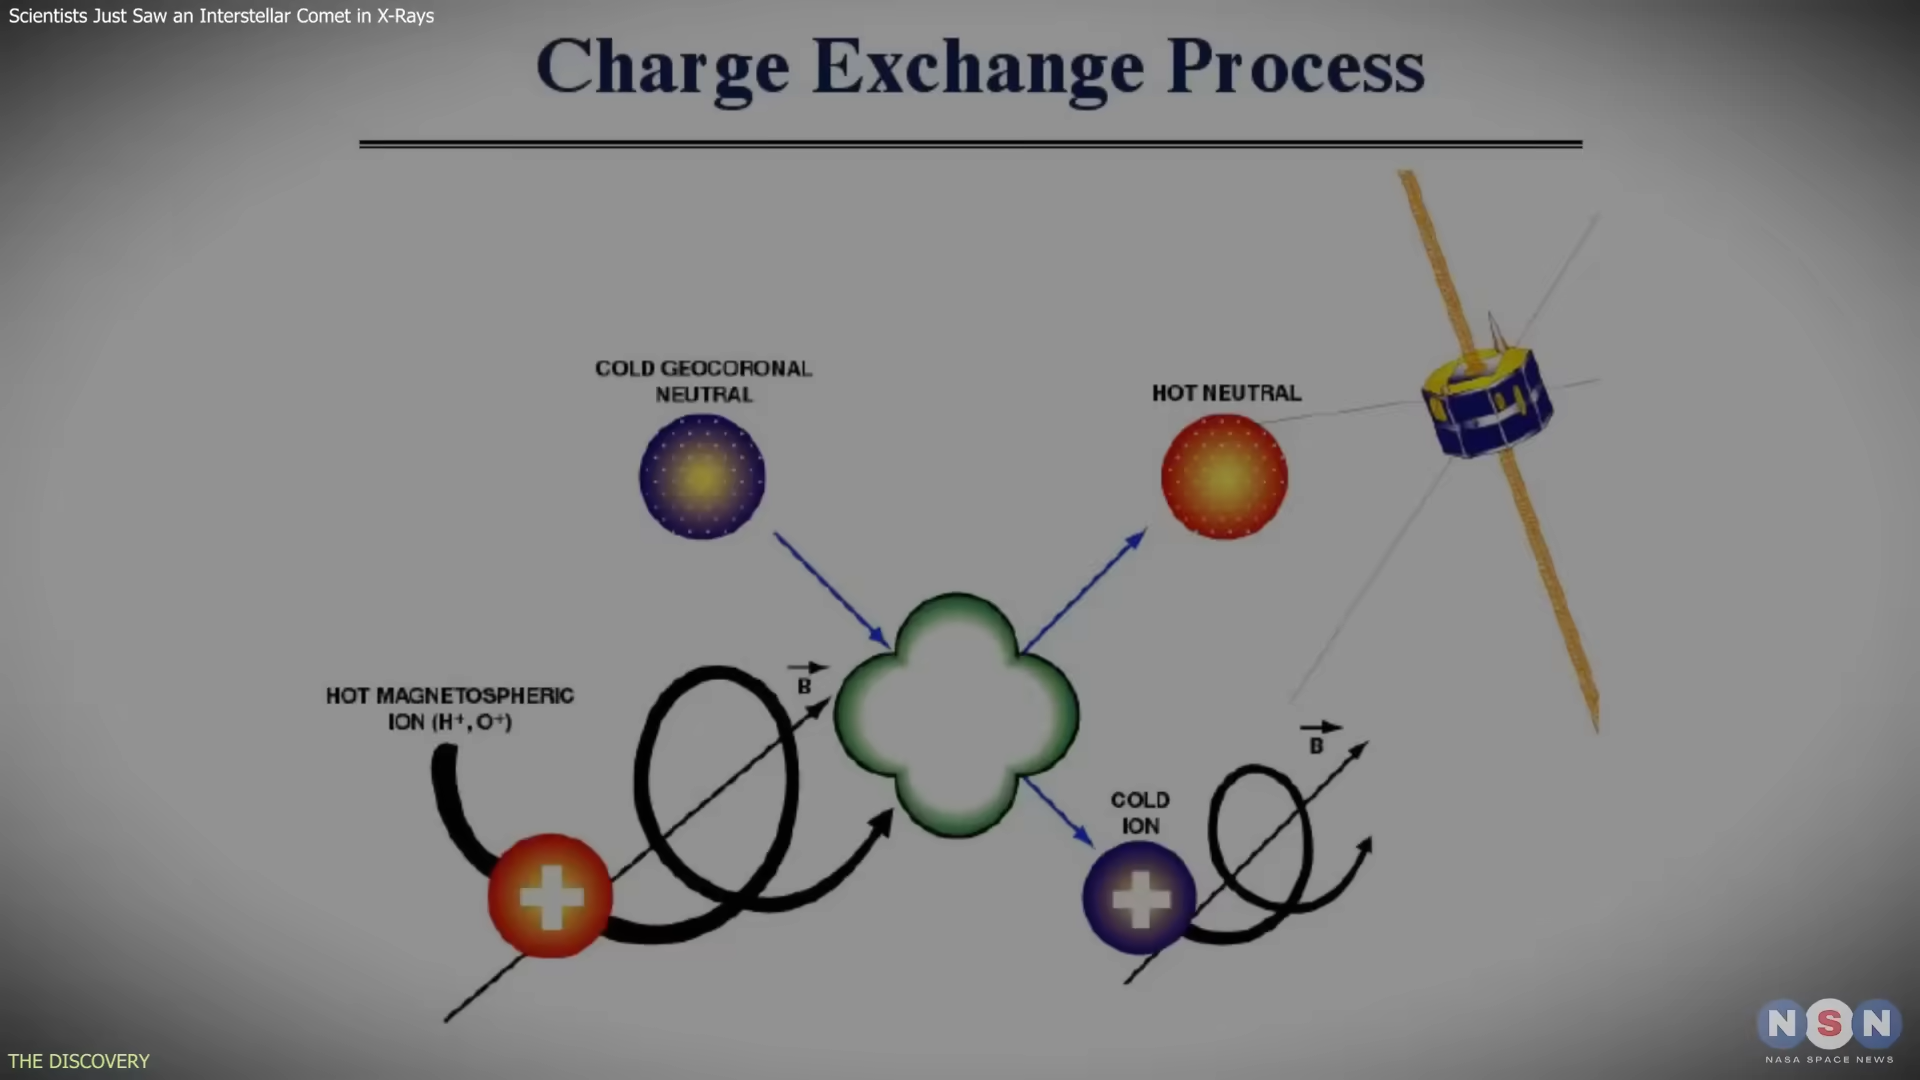 Scientists Just Saw an Interstellar Comet in X-Rays
Charge Exchange Process
COLD GEOCORONAL
NEUTRAL
HOT NEUTRAL
B
HOT MAGNETOSPHERIC
ION (H⁺, O⁺)
B
COLD
ION
NSN
NASA SPACE NEWS
THE DISCOVERY